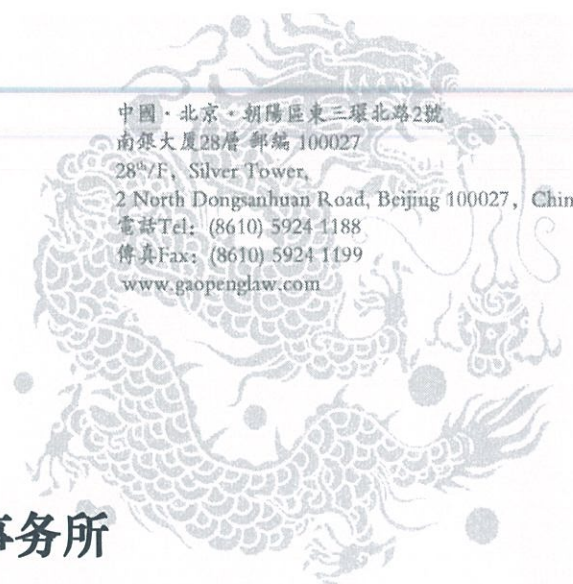 中國·北京·朝陽區東三環北路2號
南銀大厦28層 郵編 100027
28th/F, Silver Tower,
2 North Dongsanhuan Road, Beijing 100027, Chin
電話Tel: (8610) 5924 1188
傳真Fax: (8610) 5924 1199
www.gaopenglaw.com
事务所